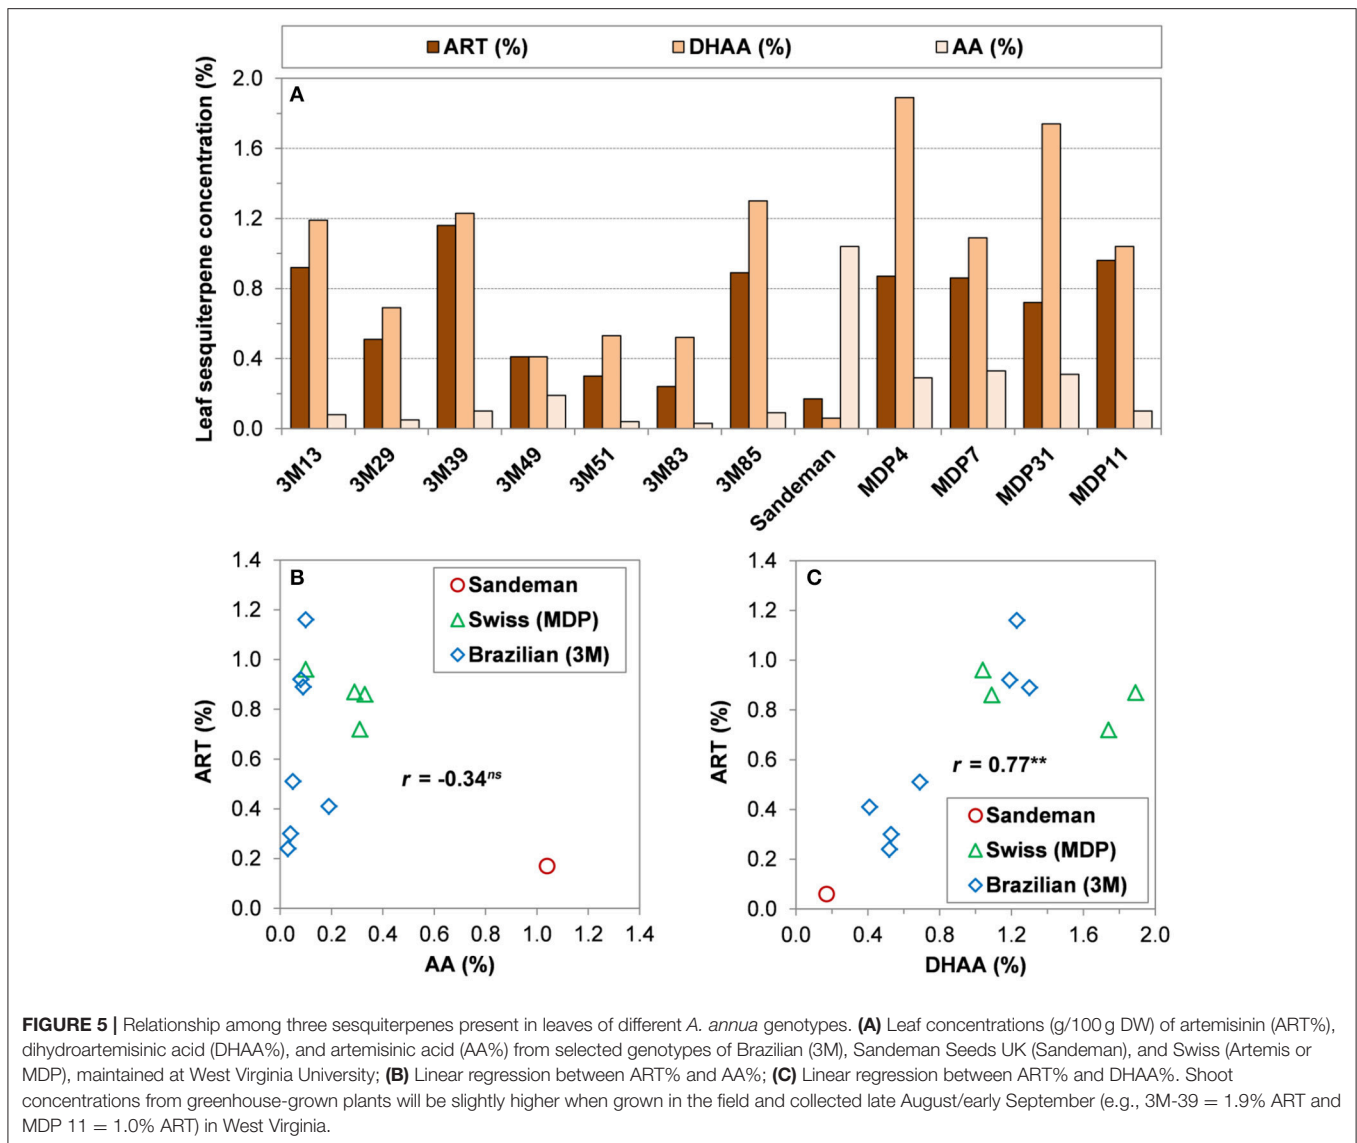 ART (%) DHAA (%) AA (%)
Leaf sesquiterpene concentration (%)
A
2.0
1.6
1.2
0.8
0.4
0.0
3M13 3M29 3M39 3M49 3M51 3M83 3M85 Sandeman MDP4 MDP7 MDP31 MDP11
B
ART (%)
1.4
1.2
1.0
0.8
0.6
0.4
0.2
0.0
Sandeman
Swiss (MDP)
Brazilian (3M)
r = -0.34ns
0.0 0.2 0.4 0.6 0.8 1.0 1.2 1.4
AA (%)
C
ART (%)
1.4
1.2
1.0
0.8
0.6
0.4
0.2
0.0
r = 0.77**
Sandeman
Swiss (MDP)
Brazilian (3M)
0.0 0.4 0.8 1.2 1.6 2.0
DHAA (%)
FIGURE 5 | Relationship among three sesquiterpenes present in leaves of different A. annua genotypes. (A) Leaf concentrations (g/100 g DW) of artemisinin (ART%),
dihydroartemisinic acid (DHAA%), and artemisinic acid (AA%) from selected genotypes of Brazilian (3M), Sandeman Seeds UK (Sandeman), and Swiss (Artemis or
MDP), maintained at West Virginia University; (B) Linear regression between ART% and AA%; (C) Linear regression between ART% and DHAA%. Shoot
concentrations from greenhouse-grown plants will be slightly higher when grown in the field and collected late August/early September (e.g., 3M-39 = 1.9% ART and
MDP 11 = 1.0% ART) in West Virginia.